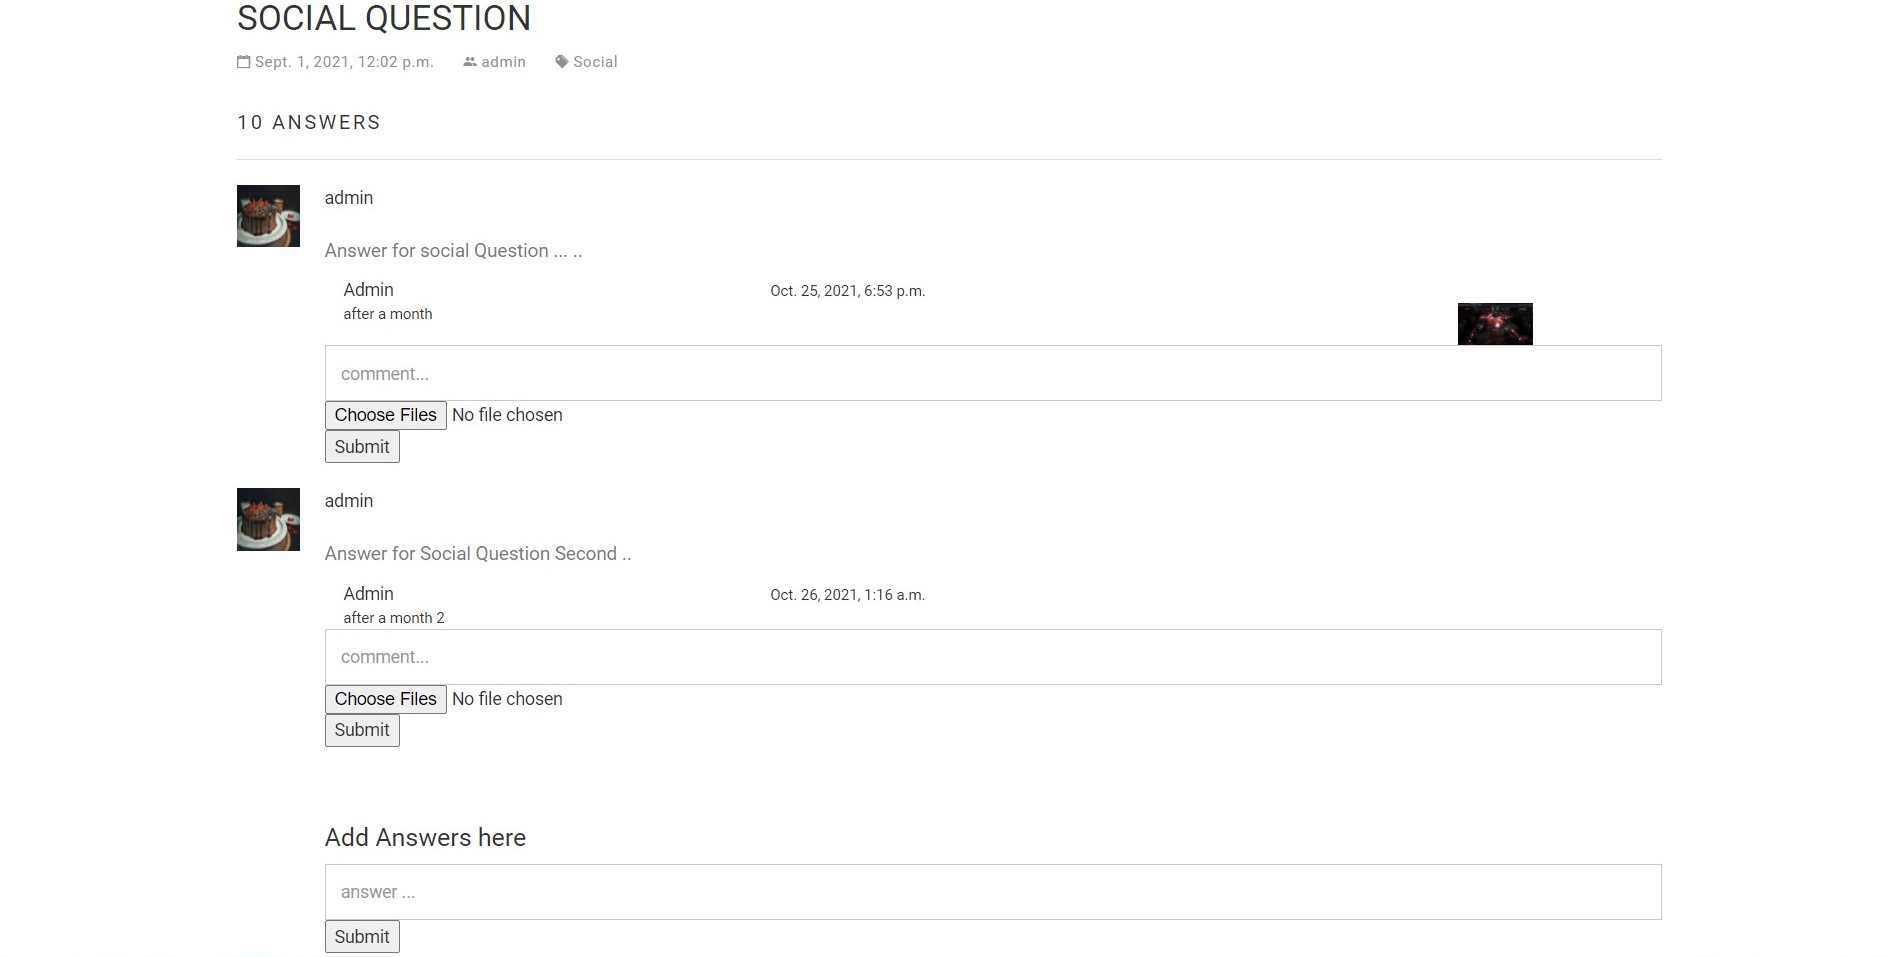 SOCIAL QUESTION
Sept. 1, 2021, 12:02 p.m. admin Social
10 ANSWERS
admin
Answer for social Question ... ..
Admin Oct. 25, 2021, 6:53 p.m.
after a month
comment...
Choose Files No file chosen
Submit
admin
Answer for Social Question Second ..
Admin Oct. 26, 2021, 1:16 a.m.
after a month 2
comment...
Choose Files No file chosen
Submit
Add Answers here
answer ...
Submit